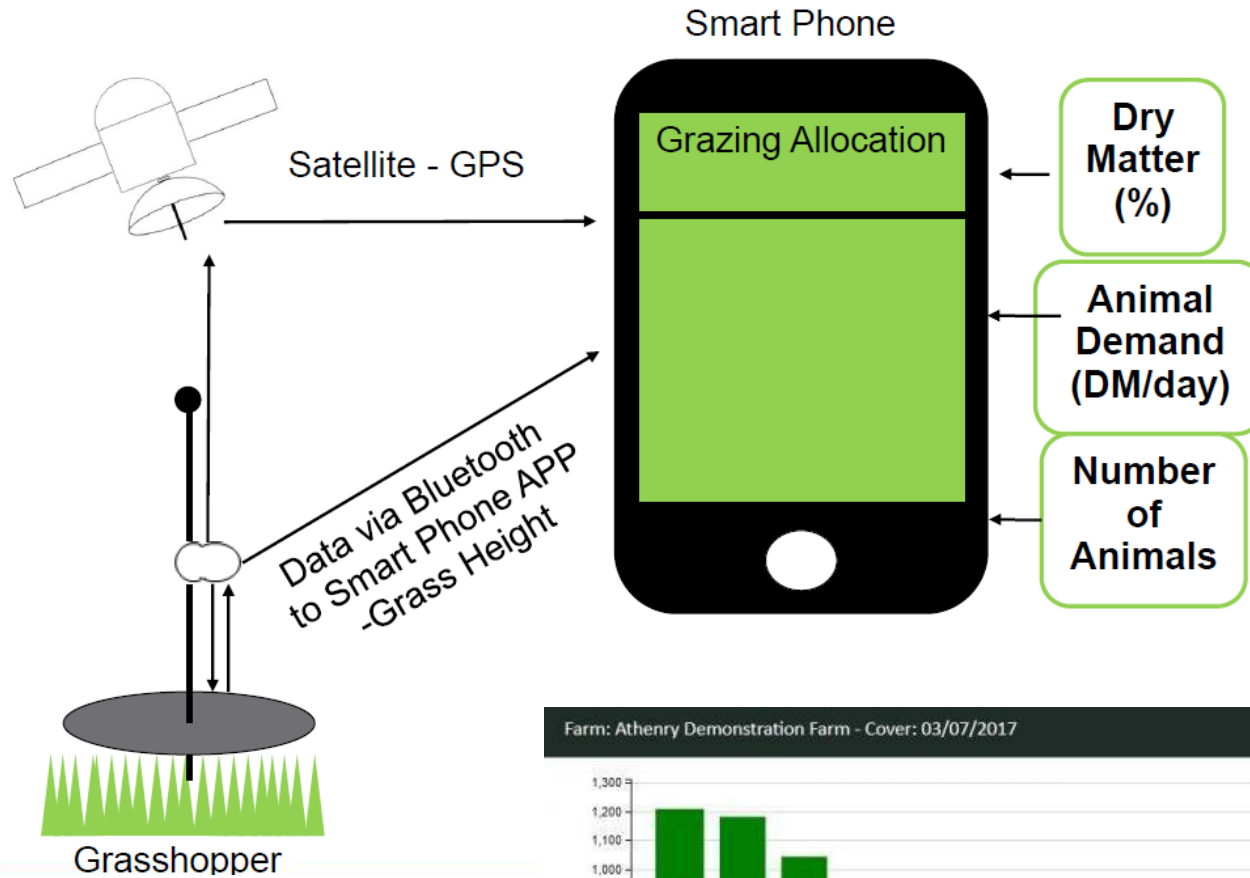 Smart Phone
Satellite - GPS
Grazing Allocation
Dry
Matter
(%)
Animal
Demand
(DM/day)
Number
of
Animals
Data via Bluetooth
to Smart Phone APP
-Grass Height
Grasshopper
Farm: Athenry Demonstration Farm - Cover: 03/07/2017
1,300
1,200
1,100
1,000